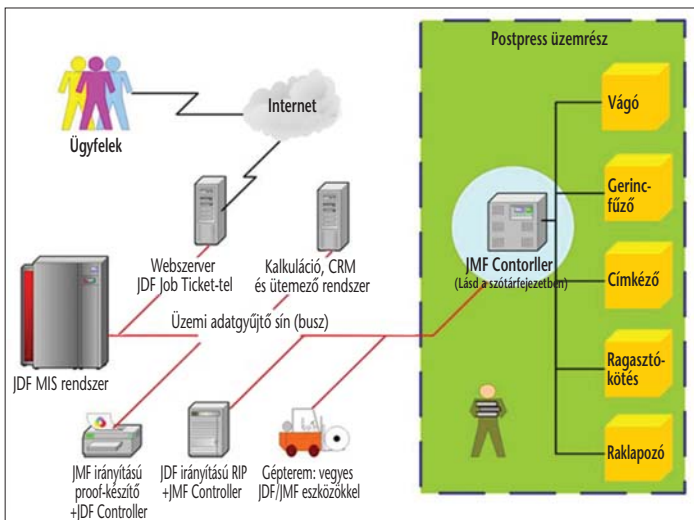 Postpress üzemrész
Internet
Ügyfelek
Vágó
Gerinc-
fűző
Webszerver
JDF Job Ticket-tel
Kalkuláció, CRM
és ütemező rendszer
JMF Contorller
(Lásd a szótárfejezetben)
Címkéző
Üzemi adatgyűjtő sín (busz)
JDF MIS rendszer
Ragasztó-
kötés
JMF irányítású
proof-készítő
+JDF Controller
JDF irányítású RIP
+JMF Controller
Gépterem: vegyes
JDF/JMF eszközökkel
Raklapozó